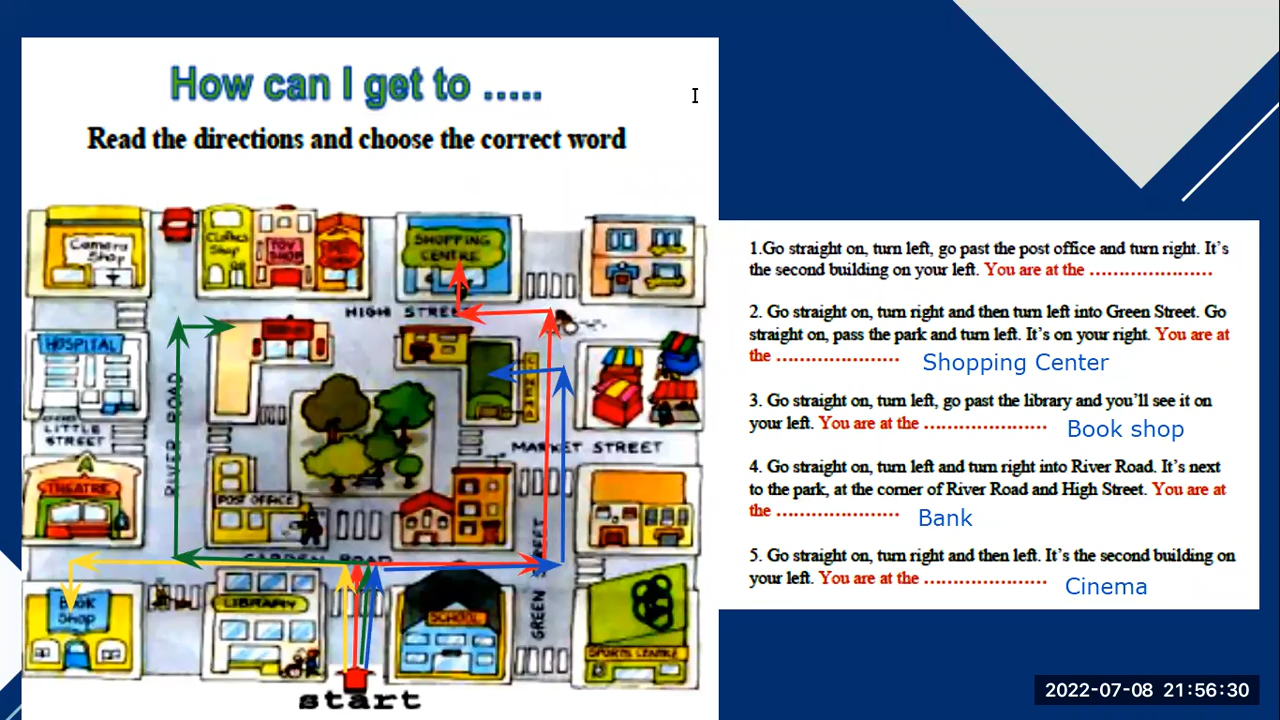 How can I get to .....
Read the directions and choose the correct word
Camera
Shop
CLOTHES
Shop
TOY
SHOP
SHOPPING
CENTRE
HIGH STREET
HOSPITAL
LITTLE
STREET
RIVER ROAD
CINEMA
MARKET STREET
THEATRE
POST OFFICE
GARDEN ROAD
GREEN STREET
BOOK
Shop
LIBRARY
SCHOOL
SPORTS CENTRE
start
1.Go straight on, turn left, go past the post office and turn right. It’s
the second building on your left. You are at the ........................
2. Go straight on, turn right and then turn left into Green Street. Go
straight on, pass the park and turn left. It’s on your right. You are at
the ........................ Shopping Center
3. Go straight on, turn left, go past the library and you’ll see it on
your left. You are at the ........................ Book shop
4. Go straight on, turn left and turn right into River Road. It’s next
to the park, at the corner of River Road and High Street. You are at
the ........................ Bank
5. Go straight on, turn right and then left. It’s the second building on
your left. You are at the ........................ Cinema
2022-07-08 21:56:30